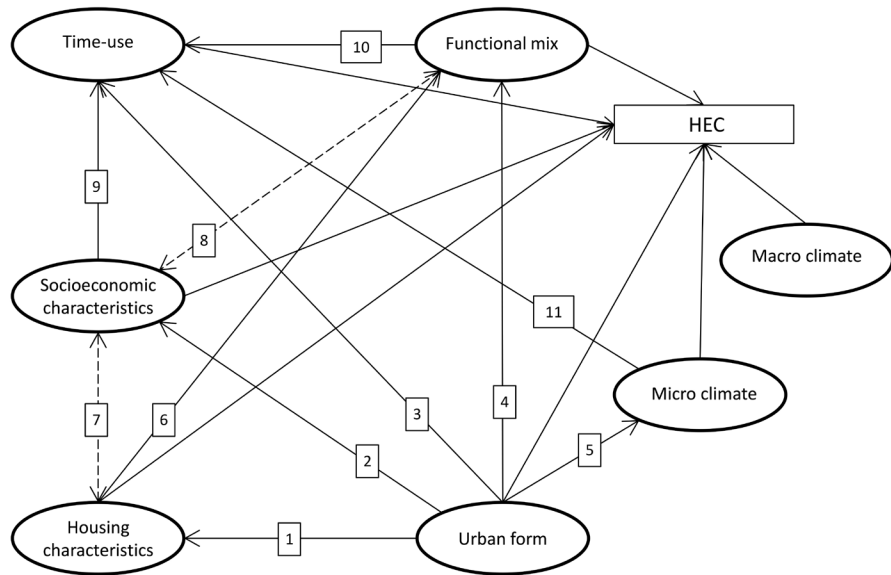 Time-use
10
Functional mix
HEC
9
8
Macro climate
Socioeconomic
characteristics
11
Micro climate
7
6
3
4
2
5
Housing
characteristics
1
Urban form